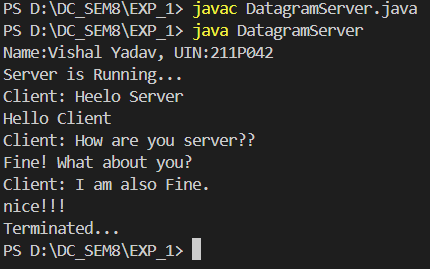 PS D:\DC_SEM8\EXP_1> javac DatagramServer.java
PS D:\DC_SEM8\EXP_1> java DatagramServer
Name:Vishal Yadav, UIN:211P042
Server is Running...
Client: Heelo Server
Hello Client
Client: How are you server??
Fine! What about you?
Client: I am also Fine.
nice!!!
Terminated...
PS D:\DC_SEM8\EXP_1>